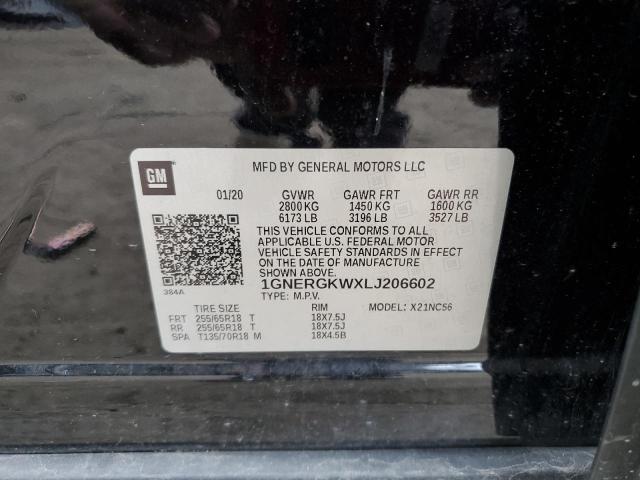 GM
MFD BY GENERAL MOTORS LLC
01/20 GVWR GAWR FRT GAWR RR
2800 KG 1450 KG 1600 KG
6173 LB 3196 LB 3527 LB
THIS VEHICLE CONFORMS TO ALL
APPLICABLE U.S. FEDERAL MOTOR
VEHICLE SAFETY STANDARDS IN EFFECT
ON THE DATE OF MANUFACTURE
SHOWN ABOVE.
384A
1GNERGKWXLJ206602
TYPE: M.P.V.
TIRE SIZE RIM MODEL: X21NC56
FRT 255/65R18 T 18X7.5J
RR 255/65R18 T 18X7.5J
SPA T135/70R18 M 18X4.5B